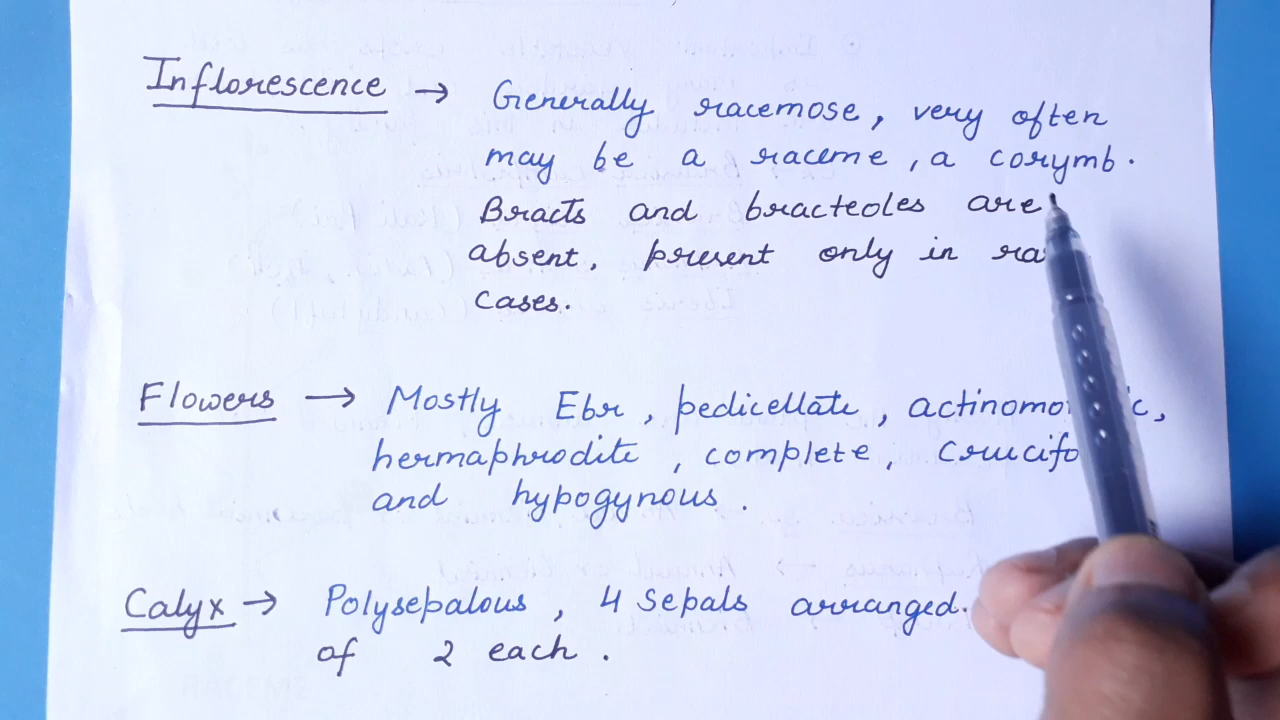 Inflorescence → Generally racemose, very often
may be a raceme, a corymb.
Bracts and bracteoles are
absent, present only in
cases.
Flowers → Mostly Ebr, pedicellate,
hermaphrodite, complete,
and hypogynous.
Calyx → Polysepalous, 4 sepals arranged
of 2 each.